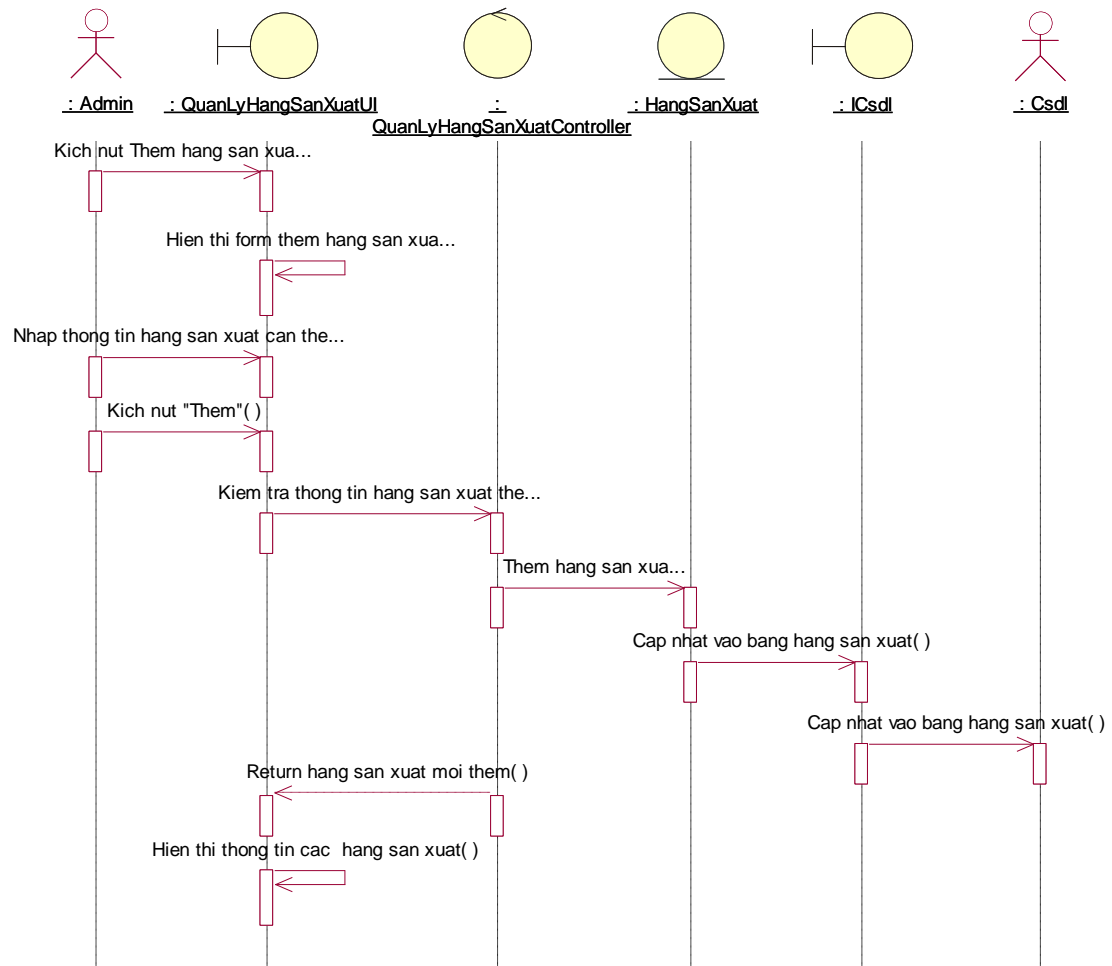 : Admin
: QuanLyHangSanXuatUI
:
QuanLyHangSanXuatController
: HangSanXuat
: ICsdl
: Csdl
Kich nut Them hang san xua...
Hien thi form them hang san xua...
Nhap thong tin hang san xuat can the...
Kich nut "Them"( )
Kiem tra thong tin hang san xuat the...
Them hang san xua...
Cap nhat vao bang hang san xuat( )
Cap nhat vao bang hang san xuat( )
Return hang san xuat moi them( )
Hien thi thong tin cac  hang san xuat( )